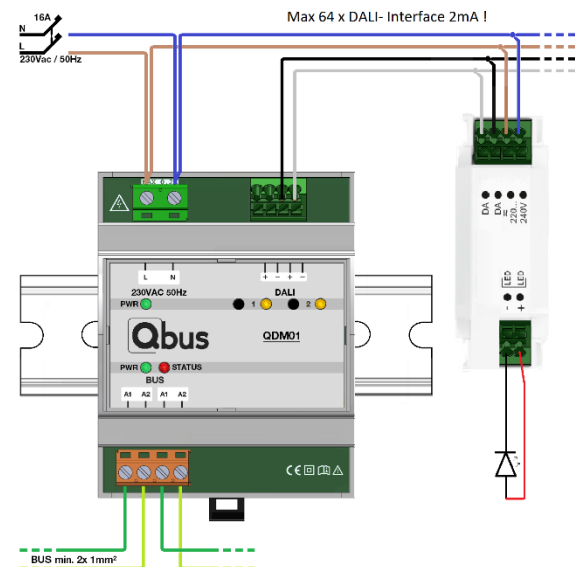 16A
Max 64 x DALI- Interface 2mA !
N
L
230Vac / 50Hz
DA
DA
≈
220...
240V
L N
+ - + -
230VAC 50Hz
DALI
PWR
1
2
LED
LED
- +
Qbus
QDM01
PWR
STATUS
BUS
A1 A2 A1 A2
CE
BUS min. 2x 1mm²